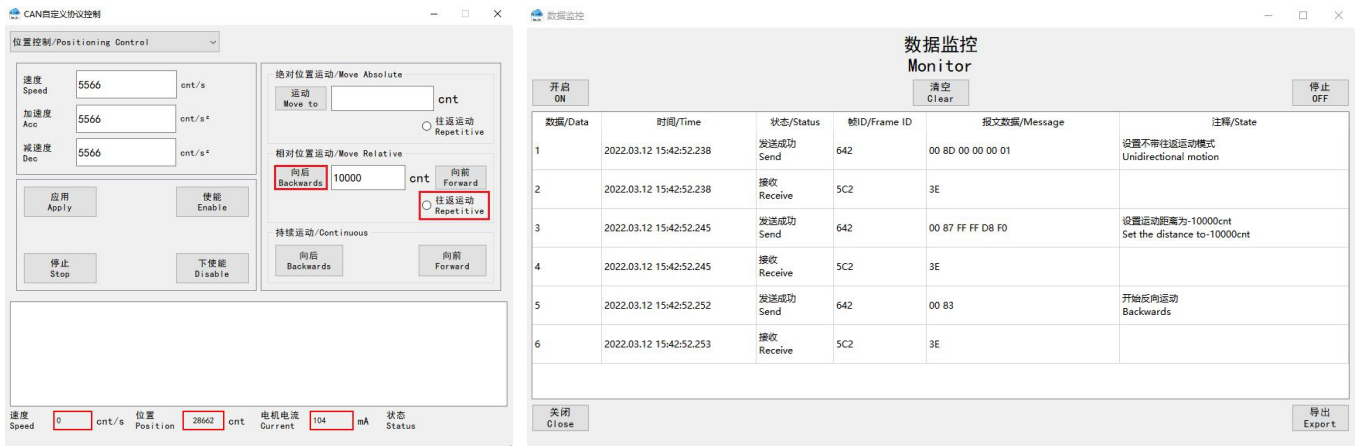 CAN自定义协议控制
位置控制/Positioning Control
速度
Speed
5566
cnt/s
加速度
Acc
5566
cnt/s²
减速度
Dec
5566
cnt/s²
应用
Apply
使能
Enable
停止
Stop
下使能
Disable
绝对位置运动/Move Absolute
运动
Move to
cnt
往返运动
Repetitive
相对位置运动/Move Relative
向后
Backwards
10000
cnt
向前
Forward
往返运动
Repetitive
持续运动/Continuous
向后
Backwards
向前
Forward
速度
Speed
0
cnt/s
位置
Position
28662
cnt
电机电流
Current
104
mA
状态
Status
数据监控
数据监控
Monitor
开启
ON
清空
Clear
停止
OFF
数据/Data 时间/Time 状态/Status 帧ID/Frame ID 报文数据/Message 注释/State
1 2022.03.12 15:42:52.238 发送成功 642 00 8D 00 00 00 01 设置不带往返运动模式
Send Unidirectional motion
2 2022.03.12 15:42:52.238 接收 5C2 3E
Receive
3 2022.03.12 15:42:52.245 发送成功 642 00 87 FF FF D8 F0 设置运动距离为-10000cnt
Send Set the distance to-10000cnt
4 2022.03.12 15:42:52.245 接收 5C2 3E
Receive
5 2022.03.12 15:42:52.252 发送成功 642 00 83 开始反向运动
Send Backwards
6 2022.03.12 15:42:52.253 接收 5C2 3E
Receive
关闭
Close
导出
Export